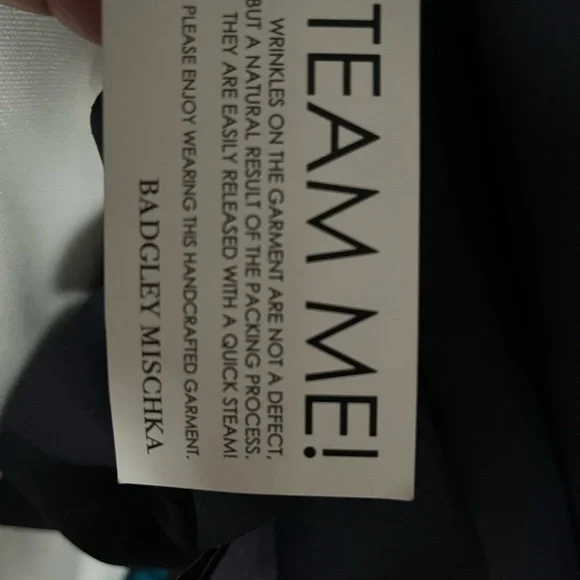 TEAM ME!
WRINKLES ON THE GARMENT ARE NOT A DEFECT,
BUT A NATURAL RESULT OF THE PACKING PROCESS.
THEY ARE EASILY RELEASED WITH A QUICK STEAM!
PLEASE ENJOY WEARING THIS HANDCRAFTED GARMENT.
BADGLEY MISCHKA